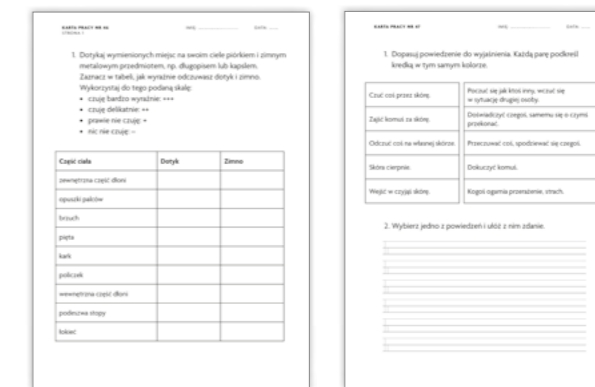 KARTA PRACY NR 46
STRONA 1
IMIĘ
DATA
1. Dotykaj wymienionych miejsc na swoim ciele piórkiem i zimnym
metalowym przedmiotem, np. długopisem lub kapslem.
Zaznacz w tabeli, jak wyraźnie odczuwasz dotyk i zimno.
Wykorzystaj do tego podaną skalę:
• czuję bardzo wyraźnie: +++
• czuję delikatnie: ++
• prawie nie czuję: +
• nic nie czuję: –
Część ciała Dotyk Zimno
zewnętrzna część dłoni
opuszki palców
brzuch
pięta
kark
policzek
wewnętrzna część dłoni
podeszwa stopy
łokieć
KARTA PRACY NR 47
IMIĘ
DATA
1. Dopasuj powiedzenie do wyjaśnienia. Każdą parę podkreśl
kredką w tym samym kolorze.
Czuć coś przez skórę.
Poczuć się jak ktoś inny, wczuć się
w sytuację drugiej osoby.
Zajść komuś za skórę.
Doświadczyć czegoś, samemu się o czymś
przekonać.
Odczuć coś na własnej skórze.
Przeczuwać coś, spodziewać się czegoś.
Skóra cierpnie.
Dokuczyć komuś.
Wejść w czyjąś skórę.
Kogoś ogarnia przerażenie, strach.
2. Wybierz jedno z powiedzeń i ułóż z nim zdanie.